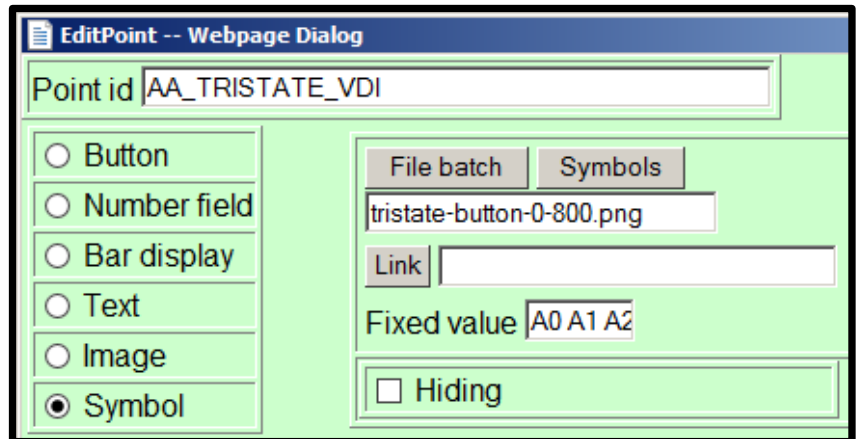 EditPoint -- Webpage Dialog
Point id AA_TRISTATE_VDI
Button
Number field
Bar display
Text
Image
Symbol
File batch Symbols
tristate-button-0-800.png
Link
Fixed value A0 A1 A2
Hiding